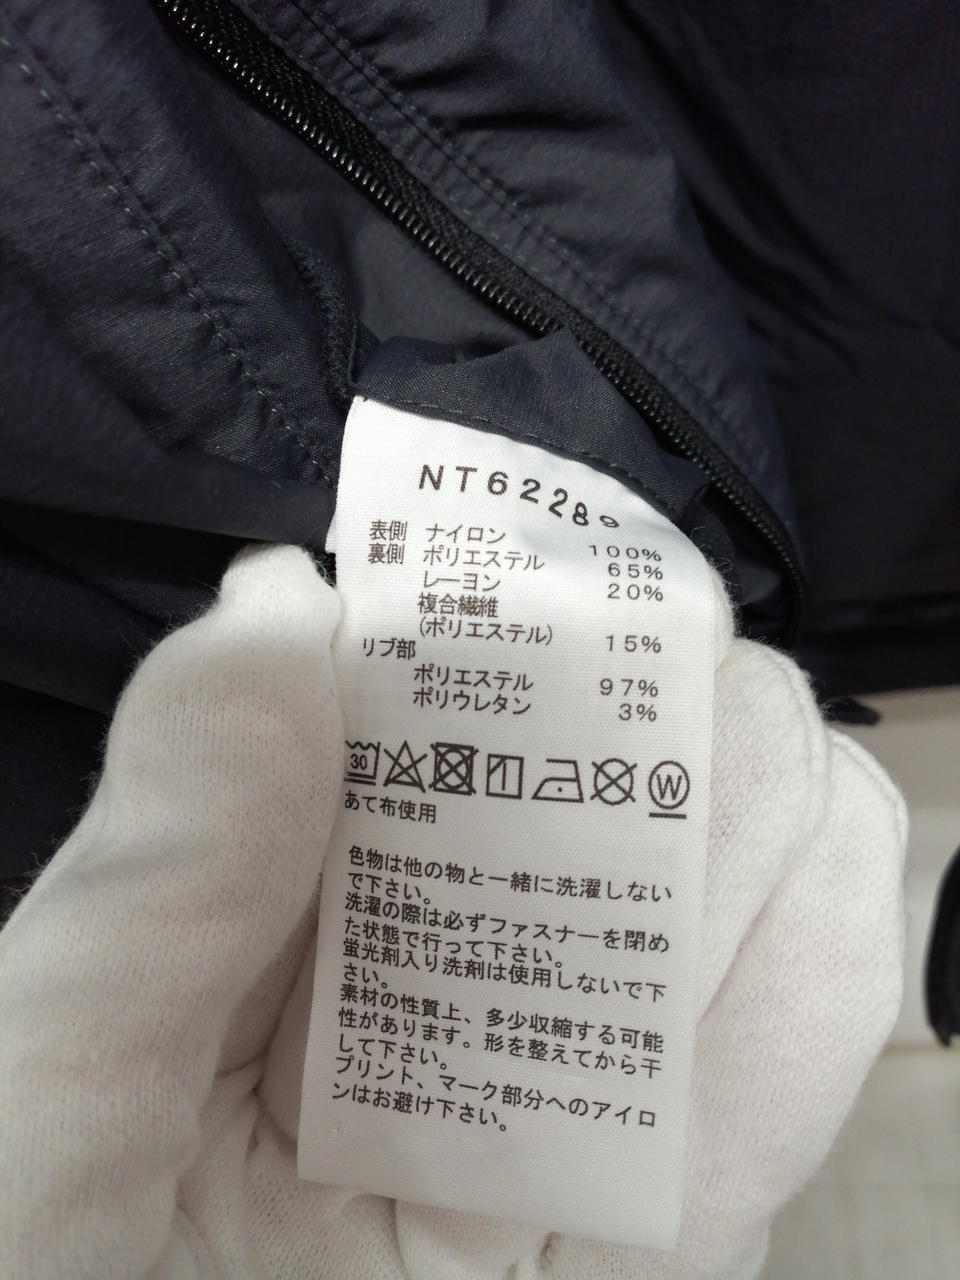 NT62289
表側 ナイロン 100%
裏側 ポリエステル 65%
レーヨン 20%
複合繊維
(ポリエステル) 15%
リブ部
ポリエステル 97%
ポリウレタン 3%
30 W
あて布使用
色物は他の物と一緒に洗濯しない
で下さい。
洗濯の際は必ずファスナーを閉め
た状態で行って下さい。
蛍光剤入り洗剤は使用しないで下
さい。
素材の性質上、多少収縮する可能
性があります。形を整えてから干
して下さい。
プリント、マーク部分へのアイロ
ンはお避け下さい。